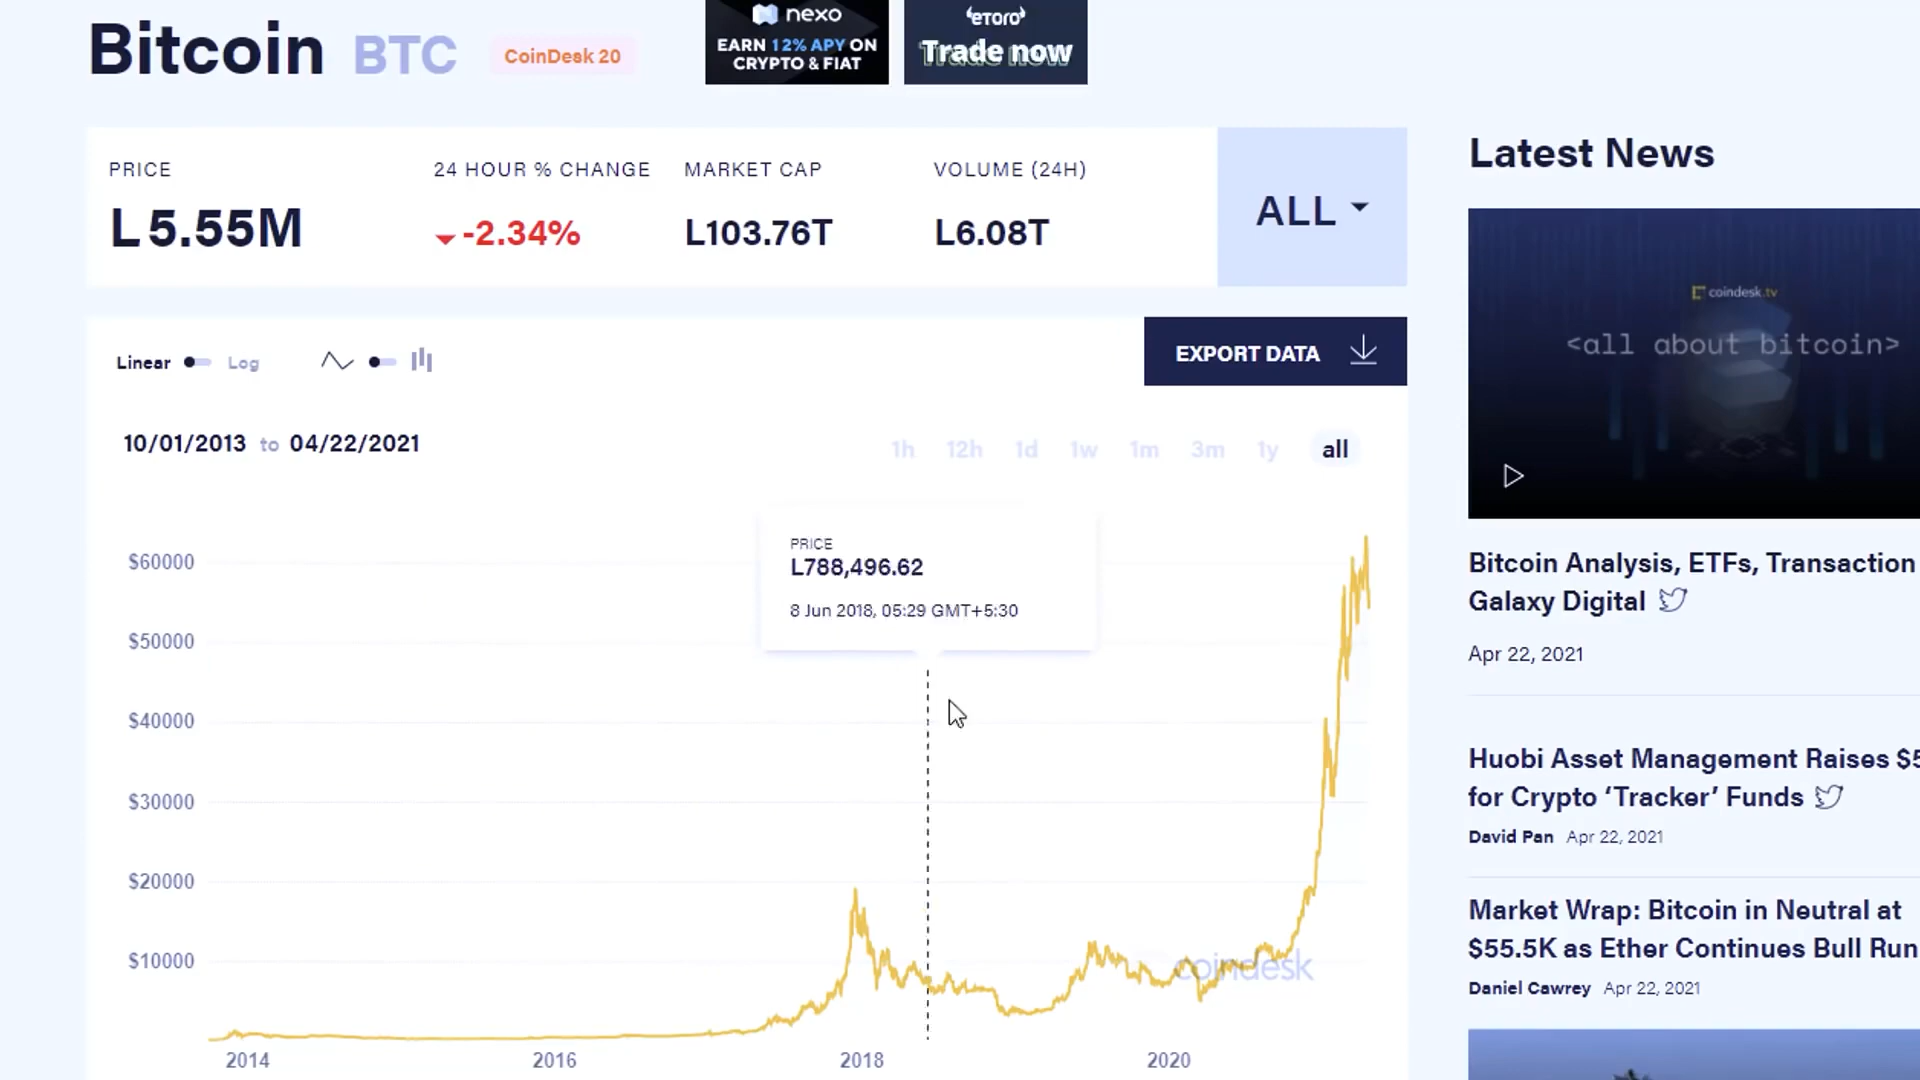 nexo
EARN 12% APY ON
CRYPTO & FIAT
eTORO
Trade now
Bitcoin BTC CoinDesk 20
PRICE
L5.55M
24 HOUR % CHANGE
-2.34%
MARKET CAP
L103.76T
VOLUME (24H)
L6.08T
ALL
Linear Log
EXPORT DATA
10/01/2013 to 04/22/2021
1h 12h 1d 1w 1m 3m 1y all
PRICE
L788,496.62
8 Jun 2018, 05:29 GMT+5:30
$60000
$50000
$40000
$30000
$20000
$10000
coindesk
2014 2016 2018 2020
Latest News
coindesk.tv
<all about bitcoin>
Bitcoin Analysis, ETFs, Transaction
Galaxy Digital
Apr 22, 2021
Huobi Asset Management Raises $5
for Crypto ‘Tracker’ Funds
David Pan Apr 22, 2021
Market Wrap: Bitcoin in Neutral at
$55.5K as Ether Continues Bull Run
Daniel Cawrey Apr 22, 2021